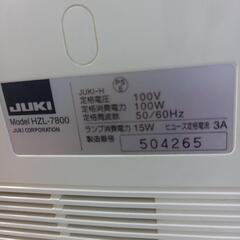 JUKI
Model HZL-7800
JUKI CORPORATION
JUKI-H
PS
E
定格電圧 100V
定格消費電力 100W
定格周波数 50/60Hz
ランプ消費電力 15W ヒューズ定格電流 3A
製造番号 504265